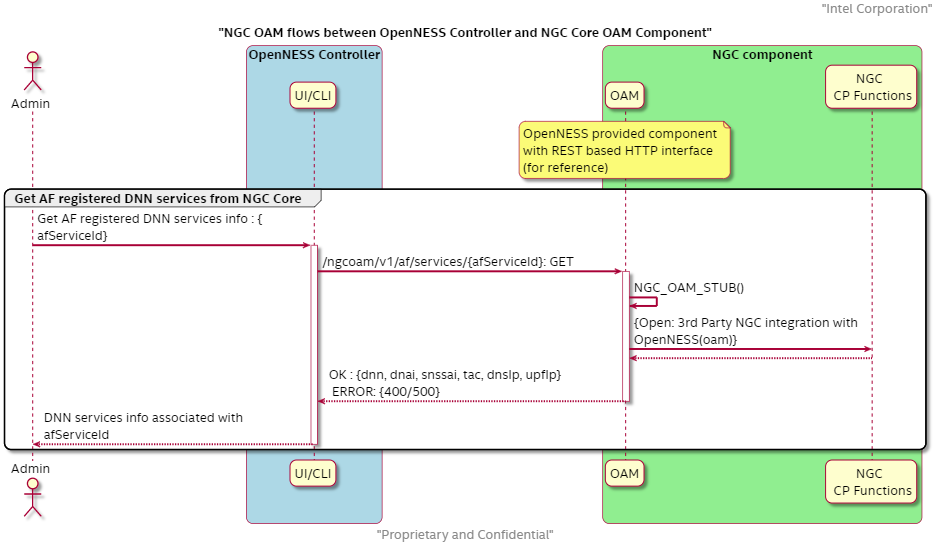 "Intel Corporation"
"NGC OAM flows between OpenNESS Controller and NGC Core OAM Component"
OpenNESS Controller
NGC component
Admin
UI/CLI
OAM
NGC
CP Functions
OpenNESS provided component
with REST based HTTP interface
(for reference)
Get AF registered DNN services from NGC Core
Get AF registered DNN services info : {
afServiceId}
/ngcoam/v1/af/services/{afServiceId}: GET
NGC_OAM_STUB()
{Open: 3rd Party NGC integration with
OpenNESS(oam)}
OK : {dnn, dnai, snssai, tac, dnsIp, upfIp}
ERROR: {400/500}
DNN services info associated with
afServiceId
Admin
UI/CLI
OAM
NGC
CP Functions
"Proprietary and Confidential"